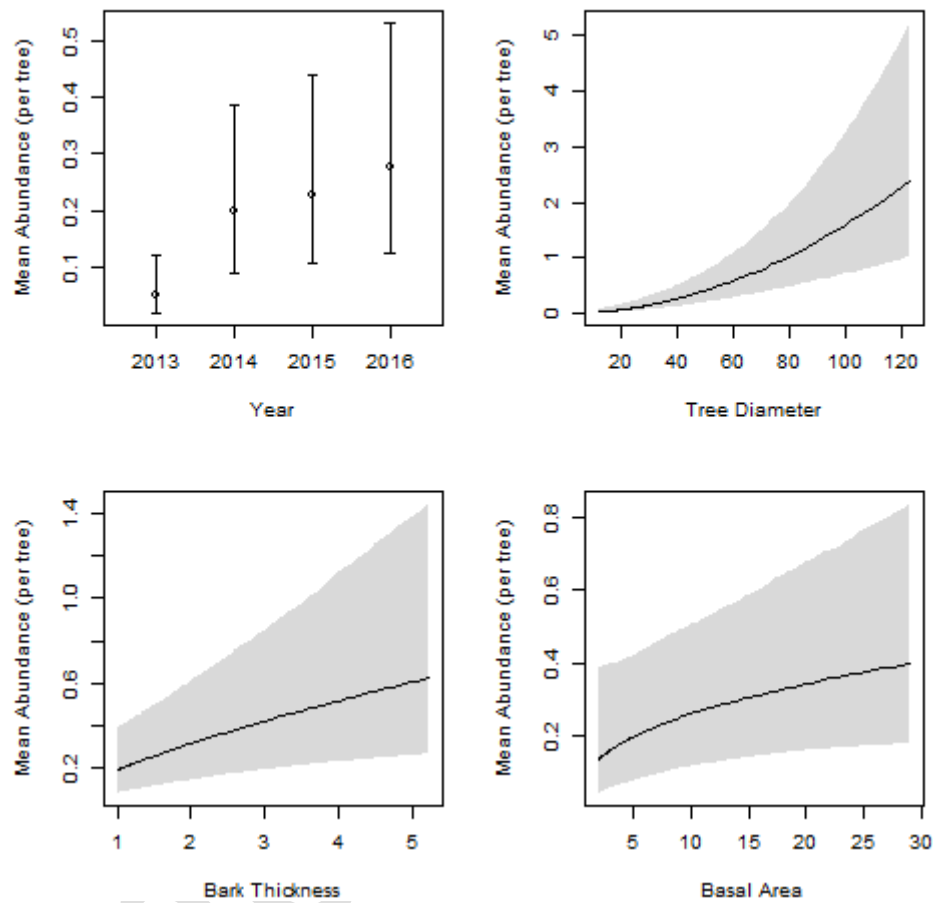 Mean Abundance (per tree)
0.5
0.4
0.3
0.2
0.1
2013 2014 2015 2016
Year
Mean Abundance (per tree)
5
4
3
2
1
0
20 40 60 80 100 120
Tree Diameter
Mean Abundance (per tree)
1.4
1.0
0.6
0.2
1 2 3 4 5
Bark Thickness
Mean Abundance (per tree)
0.8
0.6
0.4
0.2
5 10 15 20 25 30
Basal Area